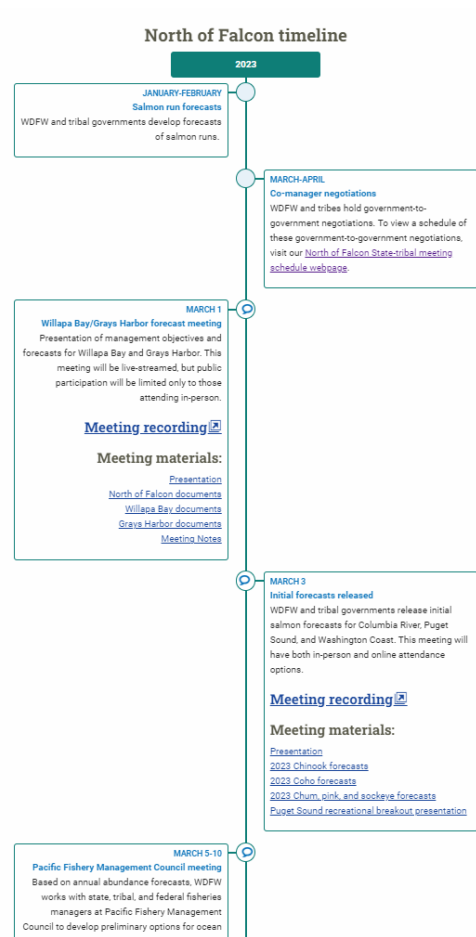 North of Falcon timeline
2023
JANUARY-FEBRUARY
Salmon run forecasts
WDFW and tribal governments develop forecasts
of salmon runs.
MARCH-APRIL
Co-manager negotiations
WDFW and tribes hold government-to-
government negotiations. To view a schedule of
these government-to-government negotiations,
visit our North of Falcon State-tribal meeting
schedule webpage.
MARCH 1
Willapa Bay/Grays Harbor forecast meeting
Presentation of management objectives and
forecasts for Willapa Bay and Grays Harbor. This
meeting will be live-streamed, but public
participation will be limited only to those
attending in-person.
Meeting recording
Meeting materials:
Presentation
North of Falcon documents
Willapa Bay documents
Grays Harbor documents
Meeting Notes
MARCH 3
Initial forecasts released
WDFW and tribal governments release initial
salmon forecasts for Columbia River, Puget
Sound, and Washington Coast. This meeting will
have both in-person and online attendance
options.
Meeting recording
Meeting materials:
Presentation
2023 Chinook forecasts
2023 Coho forecasts
2023 Chum, pink, and sockeye forecasts
Puget Sound recreational breakout presentation
MARCH 5-10
Pacific Fishery Management Council meeting
Based on annual abundance forecasts, WDFW
works with state, tribal, and federal fisheries
managers at Pacific Fishery Management
Council to develop preliminary options for ocean